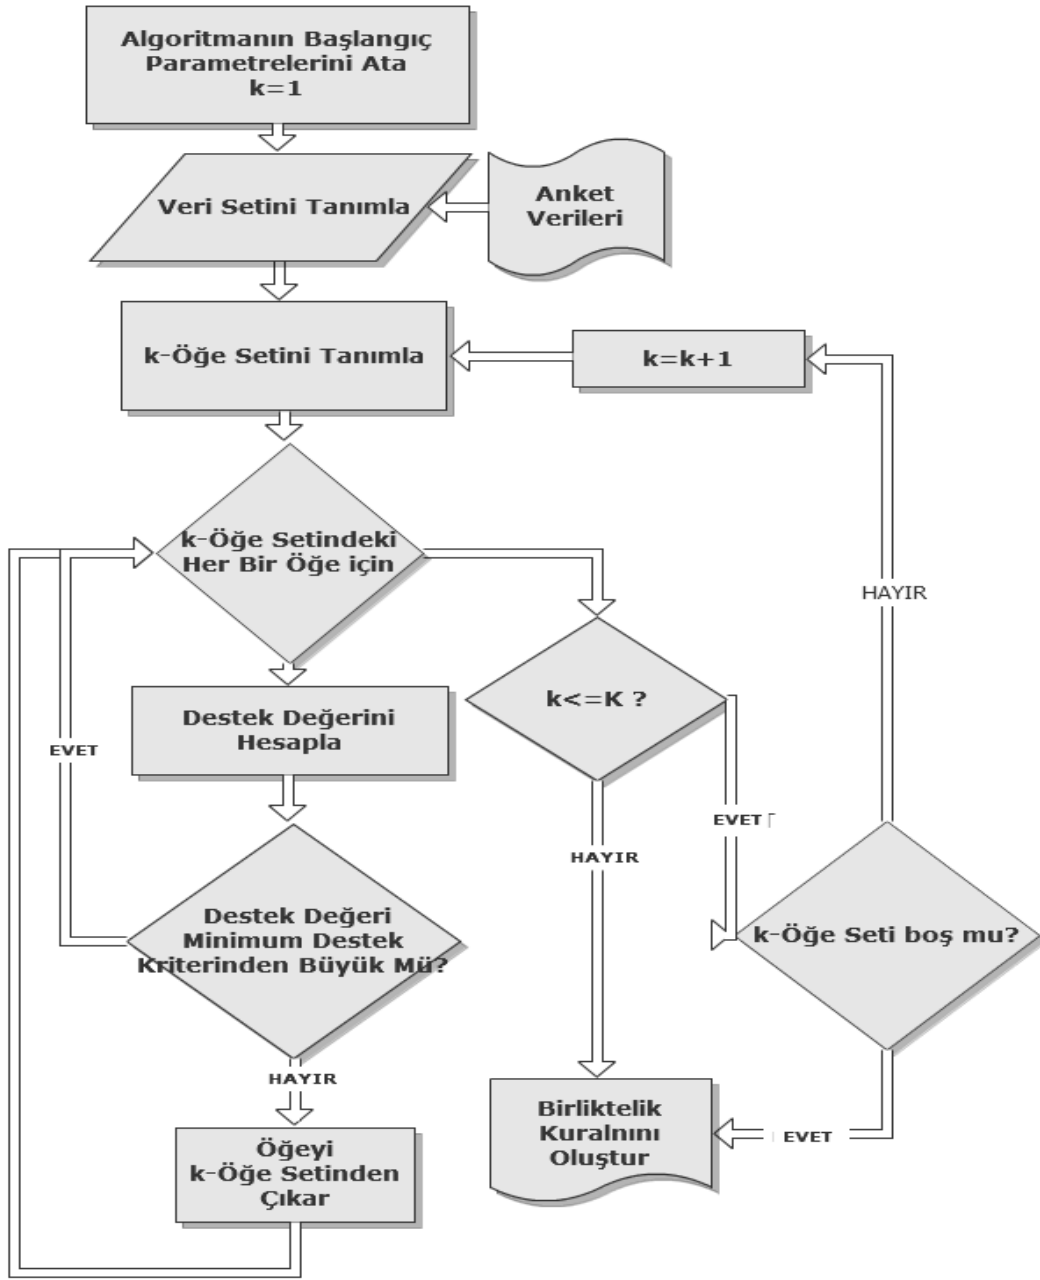 Algoritmanın Başlangıç
Parametrelerini Ata
k=1
Veri Setini Tanımla
Anket
Verileri
k-Öğe Setini Tanımla
k=k+1
k-Öğe Setindeki
Her Bir Öğe için
HAYIR
k<=K ?
Destek Değerini
Hesapla
EVET
EVET
HAYIR
Destek Değeri
Minimum Destek
Kriterinden Büyük Mü?
k-Öğe Seti boş mu?
HAYIR
Birliktelik
Kuralnını
Oluştur
EVET
Öğeyi
k-Öğe Setinden
Çıkar